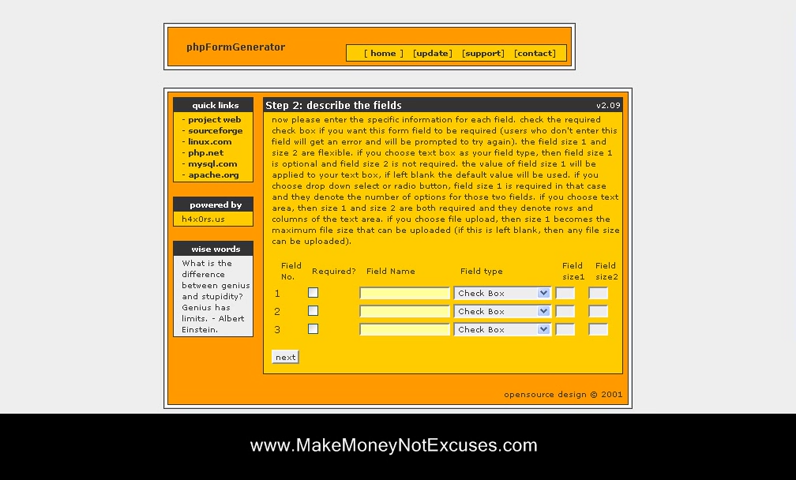 phpFormGenerator
[ home ] [update] [support] [contact]
quick links
- project web
- sourceforge
- linux.com
- php.net
- mysql.com
- apache.org
powered by
h4x0rs.us
wise words
What is the
difference
between genius
and stupidity?
Genius has
limits. - Albert
Einstein.
Step 2: describe the fields v2.09
now please enter the specific information for each field. check the required
check box if you want this form field to be required (users who don't enter this
field will get an error and will be prompted to try again). the field size 1 and
size 2 are flexible. if you choose text box as your field type, then field size 1
is optional and field size 2 is not required. the value of field size 1 will be
applied to your text box, if left blank the default value will be used. if you
choose drop down select or radio button, field size 1 is required in that case
and they denote the number of options for those two fields. if you choose text
area, then size 1 and size 2 are both required and they denote rows and
columns of the text area. if you choose file upload, then size 1 becomes the
maximum file size that can be uploaded (if this is left blank, then any file size
can be uploaded).
Field No. Required? Field Name Field type Field size1 Field size2
1 Check Box
2 Check Box
3 Check Box
next
opensource design © 2001
www.MakeMoneyNotExcuses.com